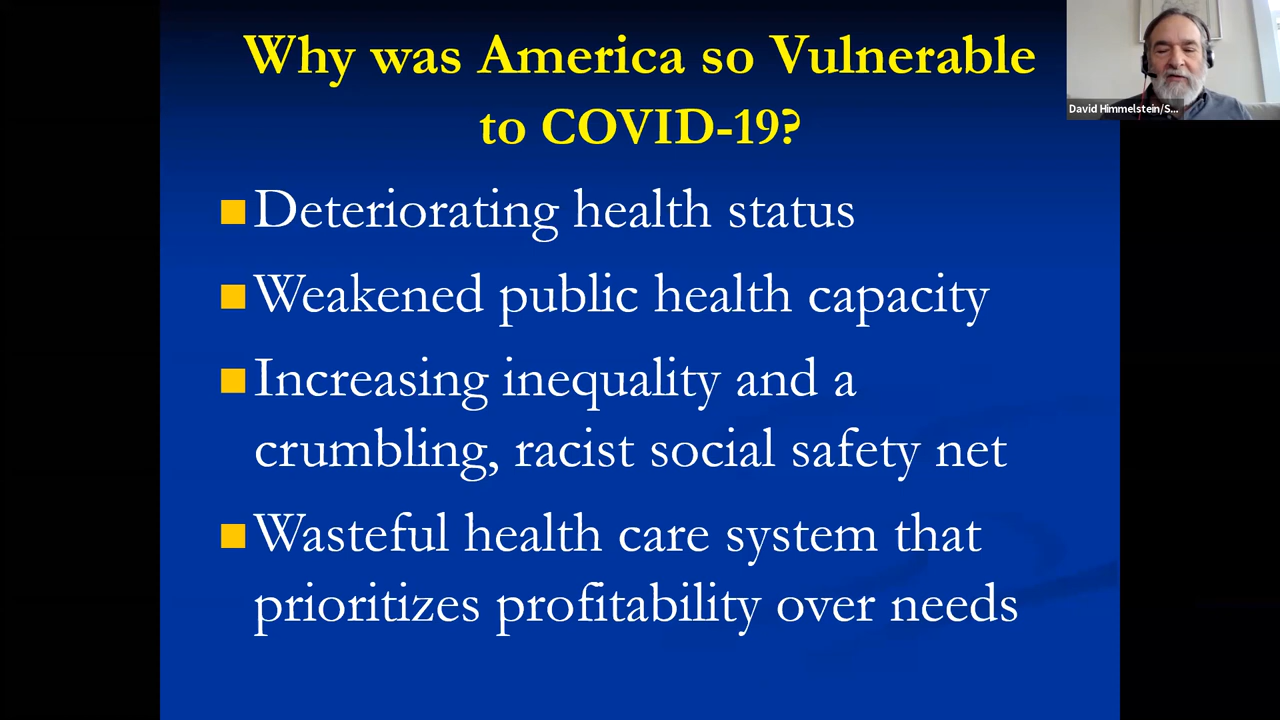 Why was America so Vulnerable
to COVID-19?
David Himmelstein/S...
Deteriorating health status
Weakened public health capacity
Increasing inequality and a
crumbling, racist social safety net
Wasteful health care system that
prioritizes profitability over needs